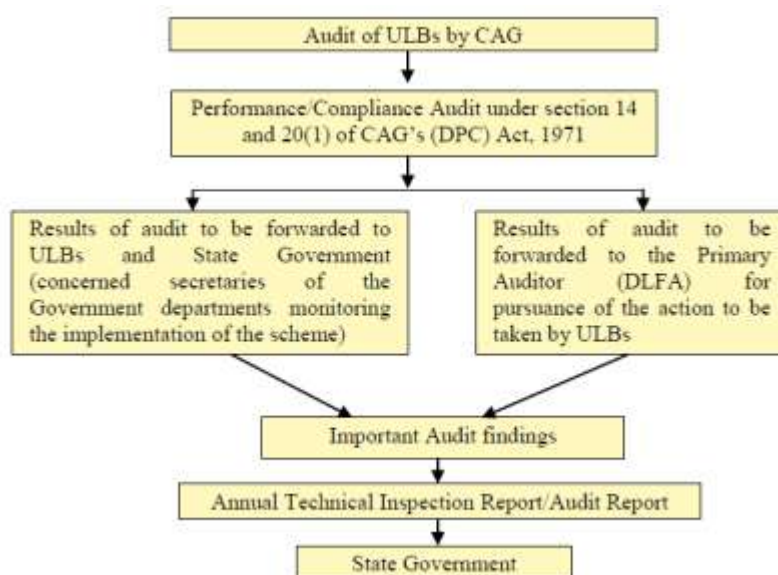 Audit of ULBs by CAG
Performance/Compliance Audit under section 14
and 20(1) of CAG's (DPC) Act, 1971
Results of audit to be forwarded to
ULBs and State Government
(concerned secretaries of the
Government departments monitoring
the implementation of the scheme)
Results of audit to be
forwarded to the Primary
Auditor (DLFA) for
pursuance of the action to be
taken by ULBs
Important Audit findings
Annual Technical Inspection Report/Audit Report
State Government